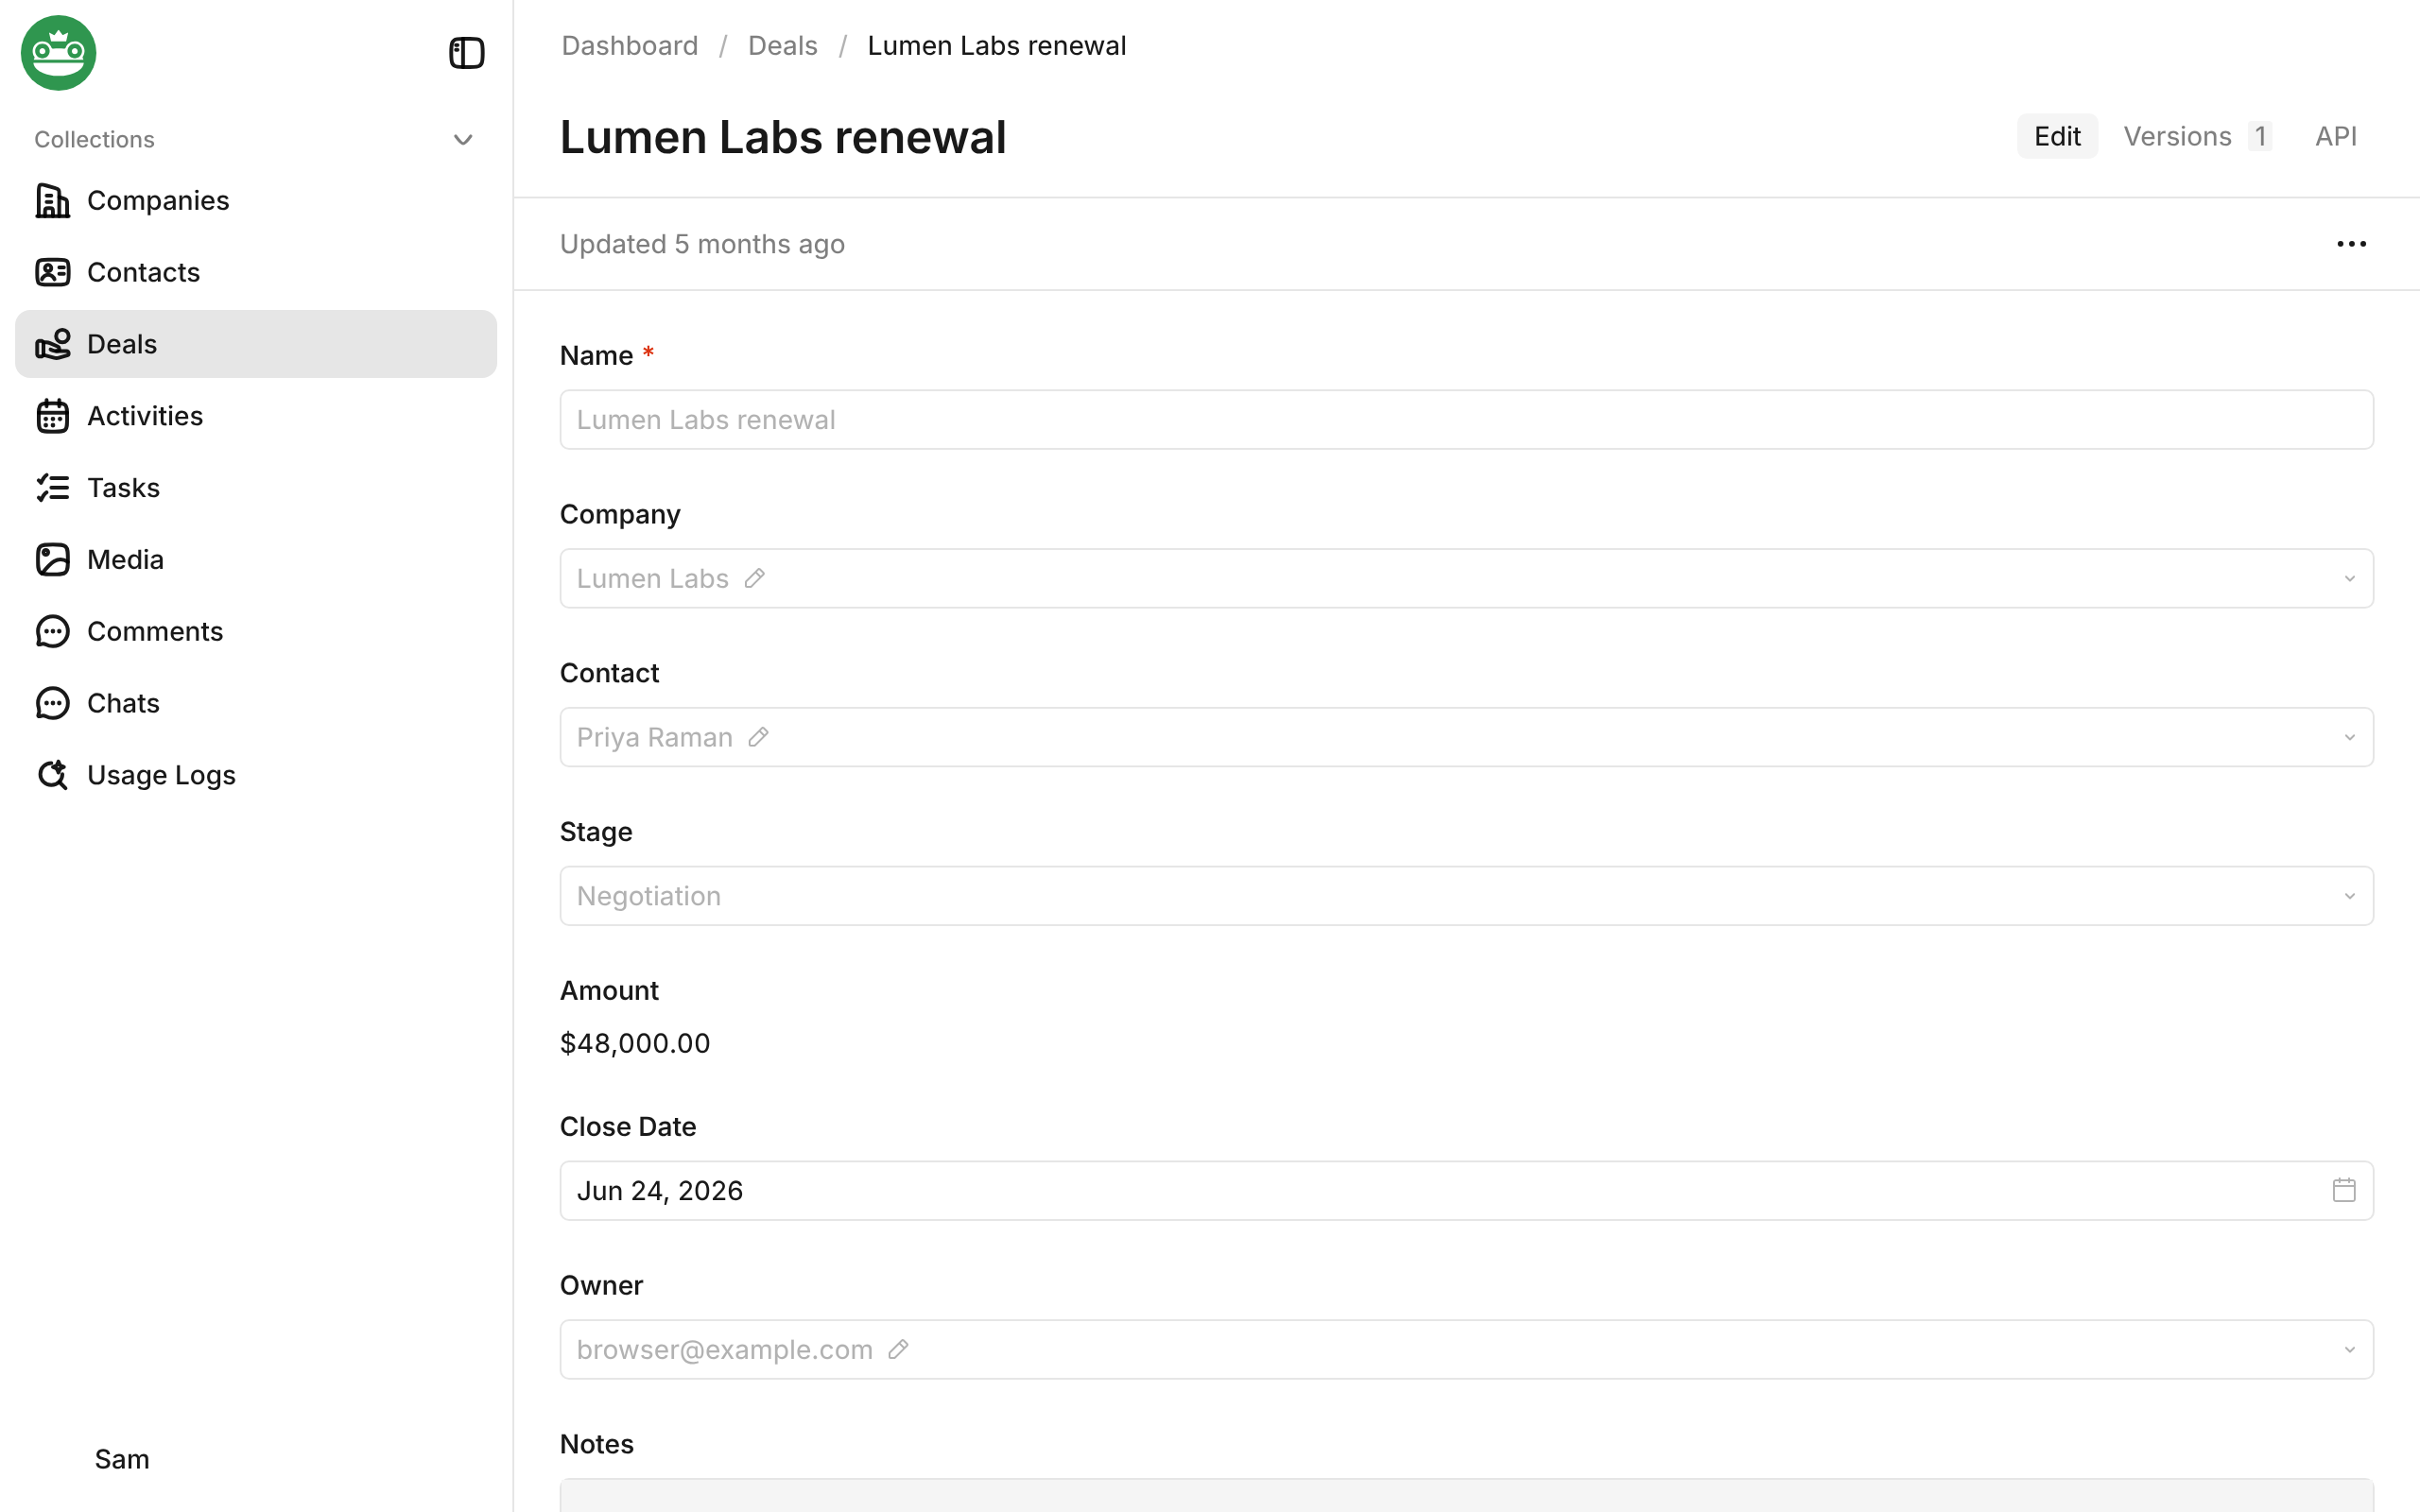 Dashboard / Deals / Lumen Labs renewal
Lumen Labs renewal
Edit
Versions 1
API
Updated 5 months ago
Collections
Companies
Contacts
Deals
Activities
Tasks
Media
Comments
Chats
Usage Logs
Sam
Name *
Lumen Labs renewal
Company
Lumen Labs
Contact
Priya Raman
Stage
Negotiation
Amount
$48,000.00
Close Date
Jun 24, 2026
Owner
browser@example.com
Notes